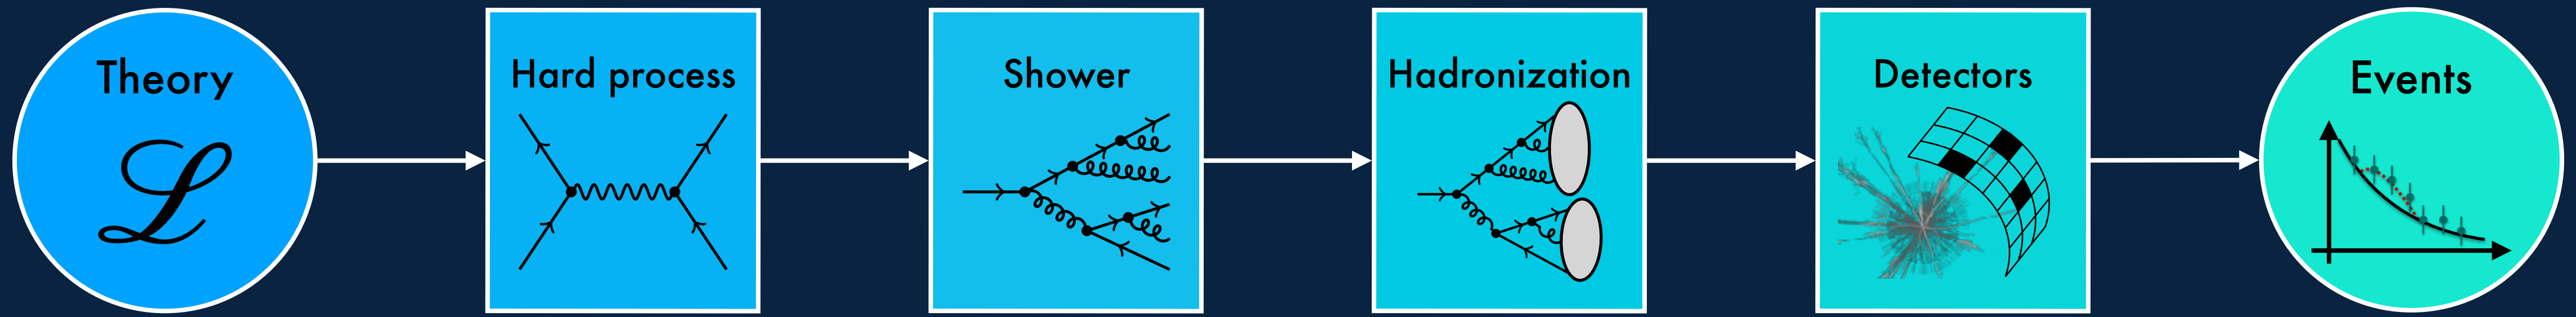 Theory
ℒ
Hard process
Shower
Hadronization
Detectors
Events